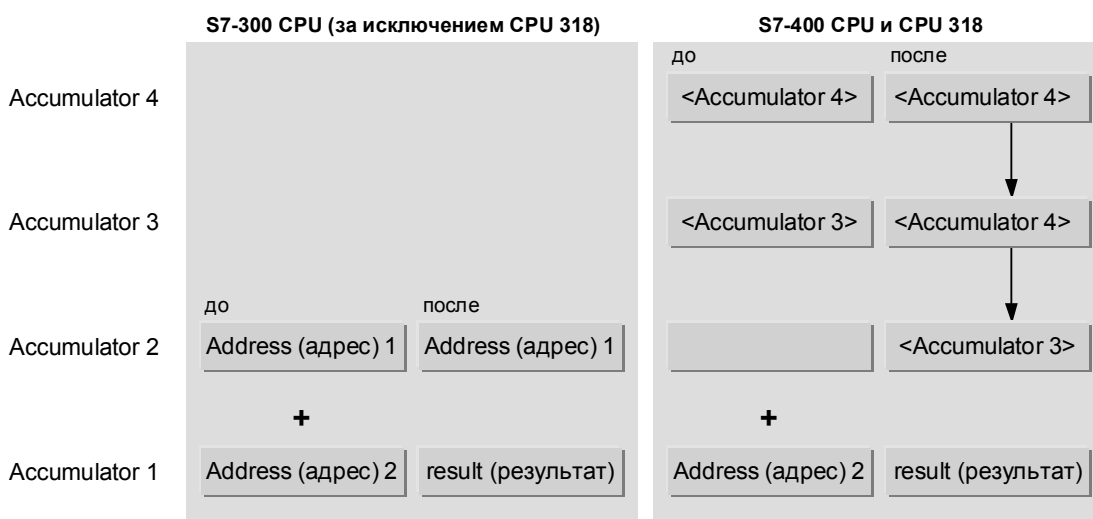 S7-300 CPU (за исключением CPU 318) S7-400 CPU и CPU 318
до после
Accumulator 4 <Accumulator 4> <Accumulator 4>
Accumulator 3 <Accumulator 3> <Accumulator 4>
до после
Accumulator 2 Address (адрес) 1 Address (адрес) 1 <Accumulator 3>
+ +
Accumulator 1 Address (адрес) 2 result (результат) Address (адрес) 2 result (результат)